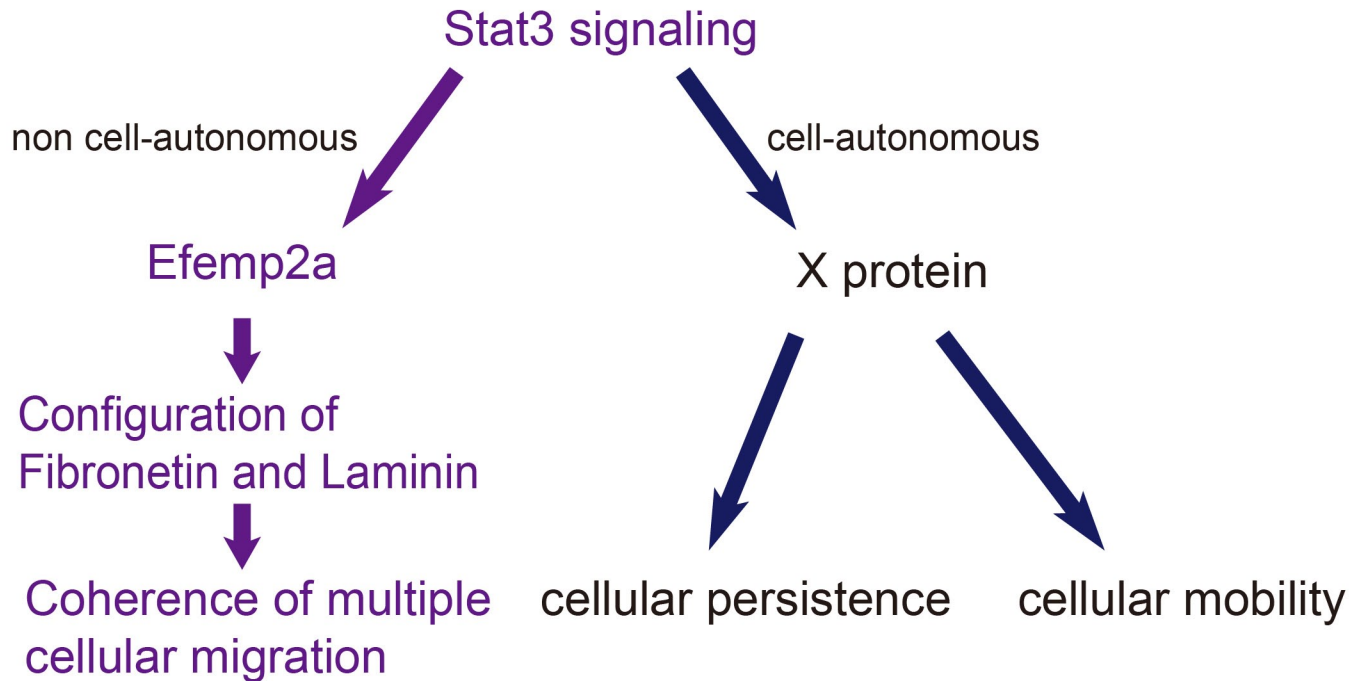 Stat3 signaling
non cell-autonomous
cell-autonomous
Efemp2a
X protein
Configuration of
Fibronetin and Laminin
Coherence of multiple
cellular migration
cellular persistence
cellular mobility